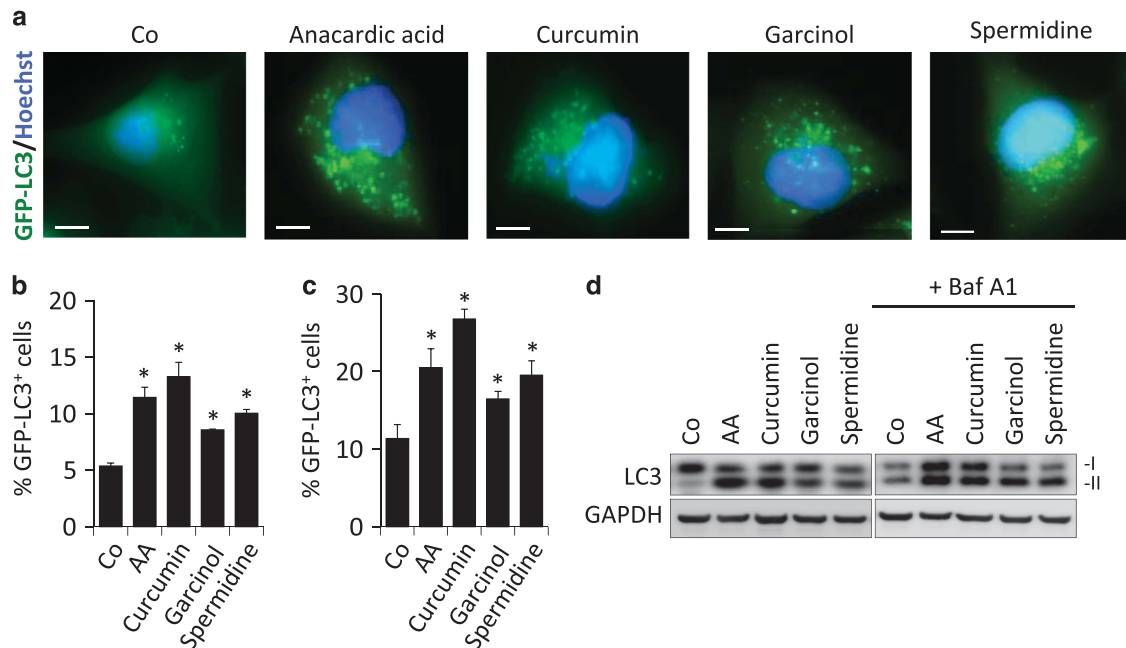 a
Co
Anacardic acid
Curcumin
Garcinol
Spermidine
GFP-LC3/Hoechst
b
% GFP-LC3⁺ cells
20
15
10
5
0
*
*
*
*
Co
AA
Curcumin
Garcinol
Spermidine
c
% GFP-LC3⁺ cells
30
20
10
0
*
*
*
*
Co
AA
Curcumin
Garcinol
Spermidine
d
+ Baf A1
Co
AA
Curcumin
Garcinol
Spermidine
Co
AA
Curcumin
Garcinol
Spermidine
LC3
-I
-II
GAPDH